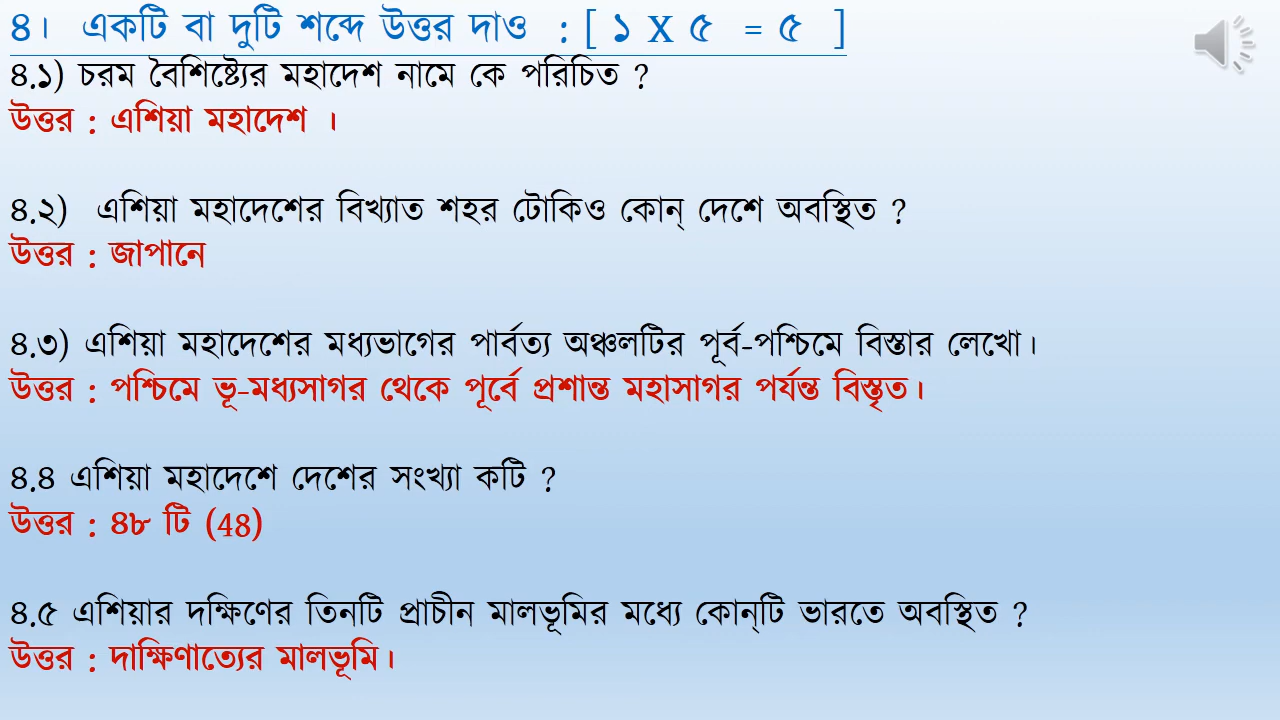 ৪। একটি বা দুটি শব্দে উত্তর দাও : [ ১ X ৫ = ৫ ]
৪.১) চরম বৈশিষ্ট্যের মহাদেশ নামে কে পরিচিত ?
উত্তর : এশিয়া মহাদেশ ।
৪.২) এশিয়া মহাদেশের বিখ্যাত শহর টোকিও কোন্ দেশে অবস্থিত ?
উত্তর : জাপানে
৪.৩) এশিয়া মহাদেশের মধ্যভাগের পার্বত্য অঞ্চলটির পূর্ব-পশ্চিমে বিস্তার লেখো।
উত্তর : পশ্চিমে ভূ-মধ্যসাগর থেকে পূর্বে প্রশান্ত মহাসাগর পর্যন্ত বিস্তৃত।
৪.৪ এশিয়া মহাদেশে দেশের সংখ্যা কটি ?
উত্তর : ৪৮ টি (48)
৪.৫ এশিয়ার দক্ষিণের তিনটি প্রাচীন মালভূমির মধ্যে কোন্‌টি ভারতে অবস্থিত ?
উত্তর : দাক্ষিণাত্যের মালভূমি।